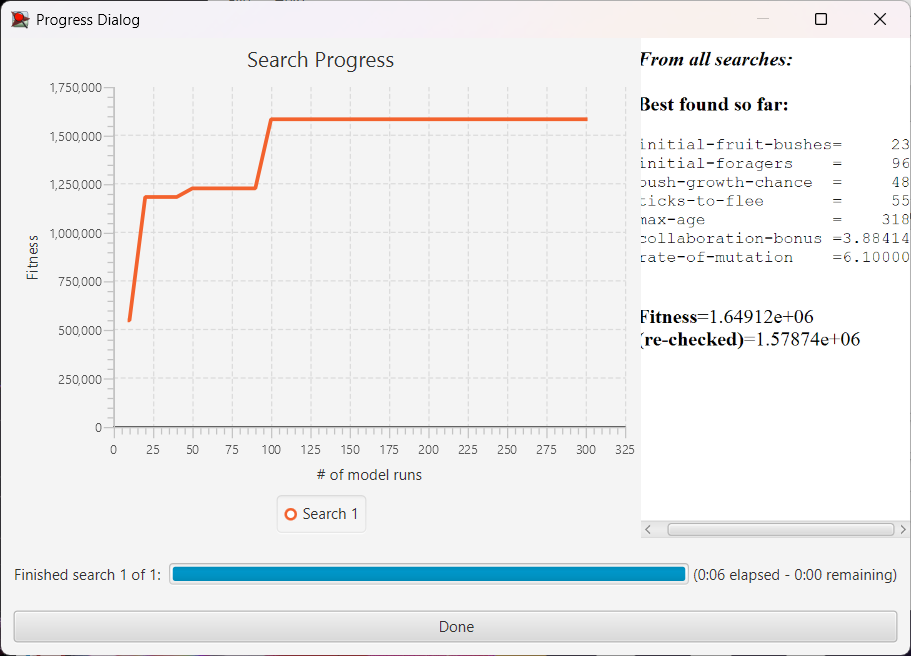 Progress Dialog
Search Progress
1,750,000
1,500,000
1,250,000
1,000,000
750,000
500,000
250,000
0
Fitness
0 25 50 75 100 125 150 175 200 225 250 275 300 325
# of model runs
Search 1
From all searches:
Best found so far:
initial-fruit-bushes= 23
initial-foragers = 96
bush-growth-chance = 48
ticks-to-flee = 55
max-age = 318
collaboration-bonus =3.88414
rate-of-mutation =6.10000
Fitness=1.64912e+06
(re-checked)=1.57874e+06
Finished search 1 of 1: (0:06 elapsed - 0:00 remaining)
Done